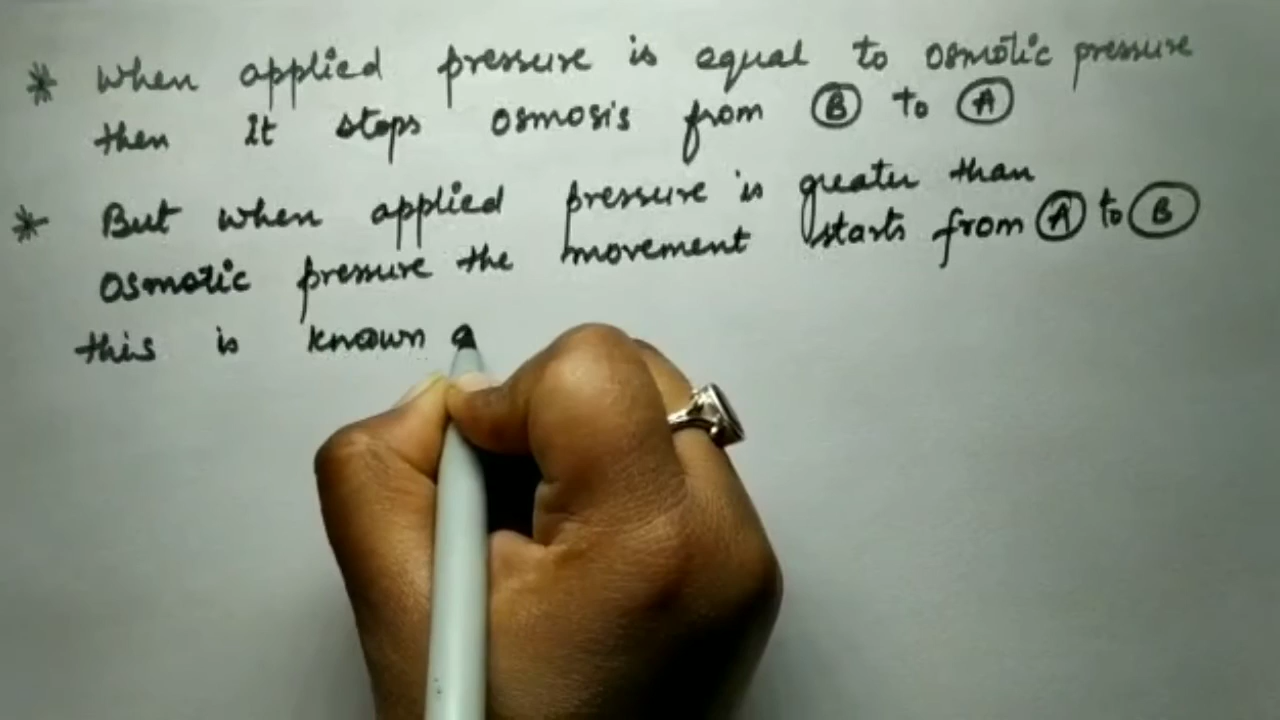 * When applied pressure is equal to osmotic pressure
then it stops osmosis from B to A
* But when applied pressure is greater than
osmotic pressure the movement starts from A to B
this is known a